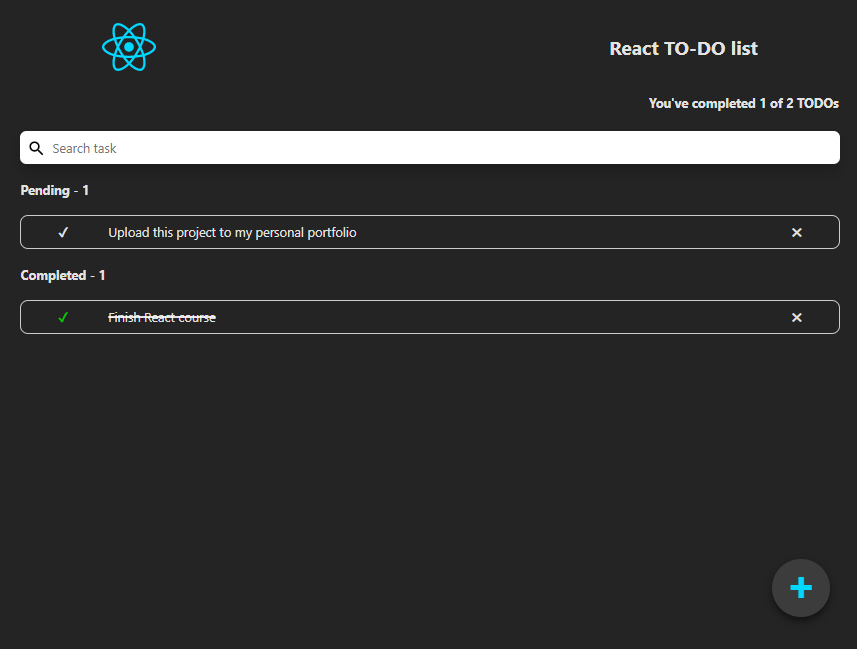 React TO-DO list
You've completed 1 of 2 TODOs
Search task
Pending - 1
Upload this project to my personal portfolio
Completed - 1
Finish React course